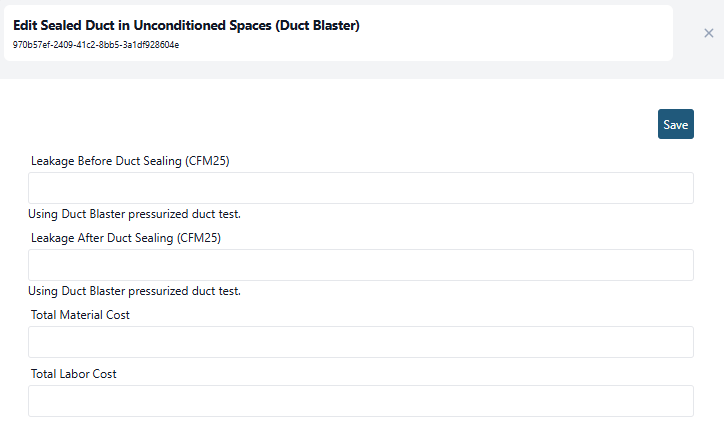 Edit Sealed Duct in Unconditioned Spaces (Duct Blaster)
970b57ef-2409-41c2-8bb5-3a1df928604e
Save
Leakage Before Duct Sealing (CFM25)
Using Duct Blaster pressurized duct test.
Leakage After Duct Sealing (CFM25)
Using Duct Blaster pressurized duct test.
Total Material Cost
Total Labor Cost